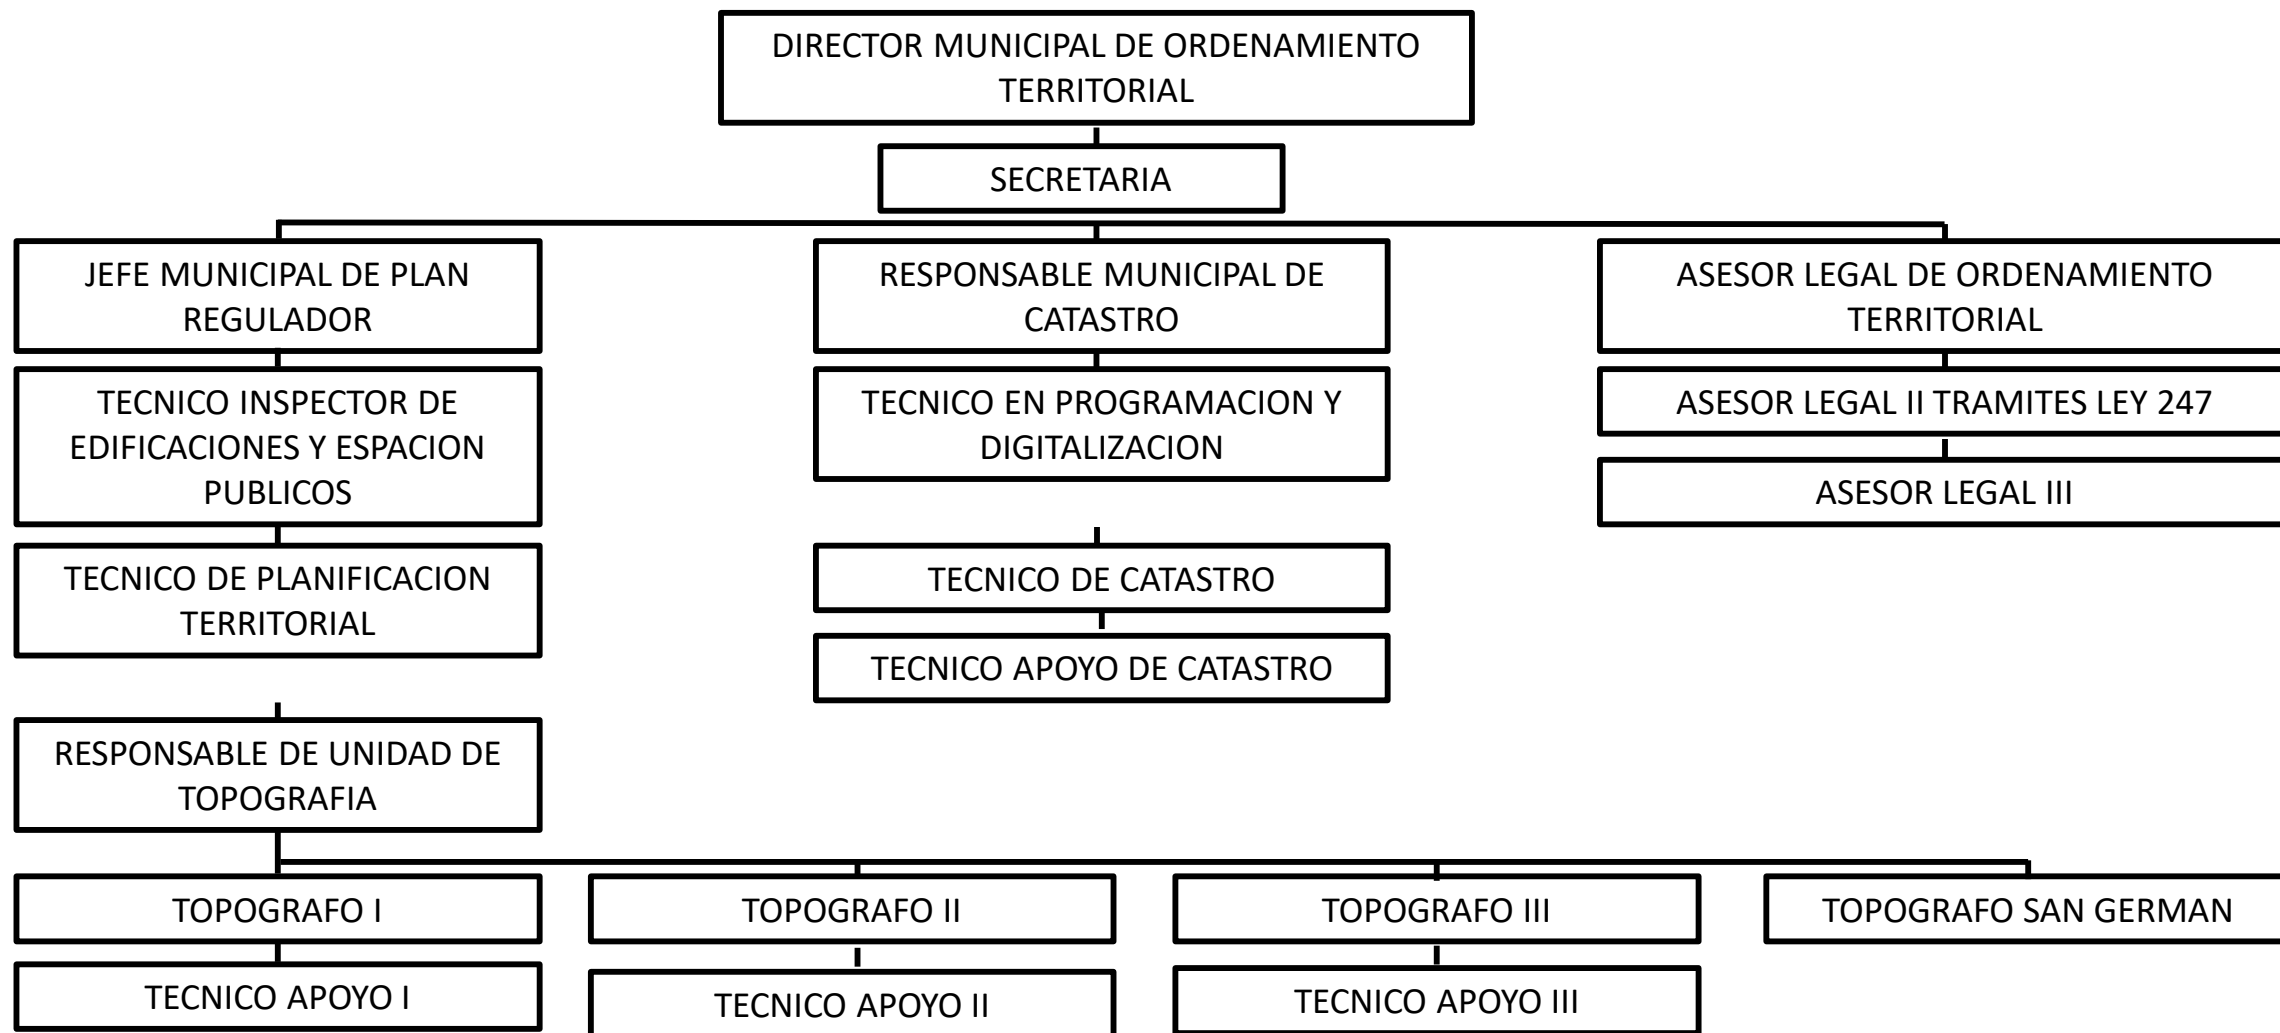 DIRECTOR MUNICIPAL DE ORDENAMIENTO
TERRITORIAL
SECRETARIA
JEFE MUNICIPAL DE PLAN
REGULADOR
RESPONSABLE MUNICIPAL DE
CATASTRO
ASESOR LEGAL DE ORDENAMIENTO
TERRITORIAL
TECNICO INSPECTOR DE
EDIFICACIONES Y ESPACION
PUBLICOS
TECNICO EN PROGRAMACION Y
DIGITALIZACION
ASESOR LEGAL II TRAMITES LEY 247
ASESOR LEGAL III
TECNICO DE PLANIFICACION
TERRITORIAL
TECNICO DE CATASTRO
TECNICO APOYO DE CATASTRO
RESPONSABLE DE UNIDAD DE
TOPOGRAFIA
TOPOGRAFO I
TOPOGRAFO II
TOPOGRAFO III
TOPOGRAFO SAN GERMAN
TECNICO APOYO I
TECNICO APOYO II
TECNICO APOYO III